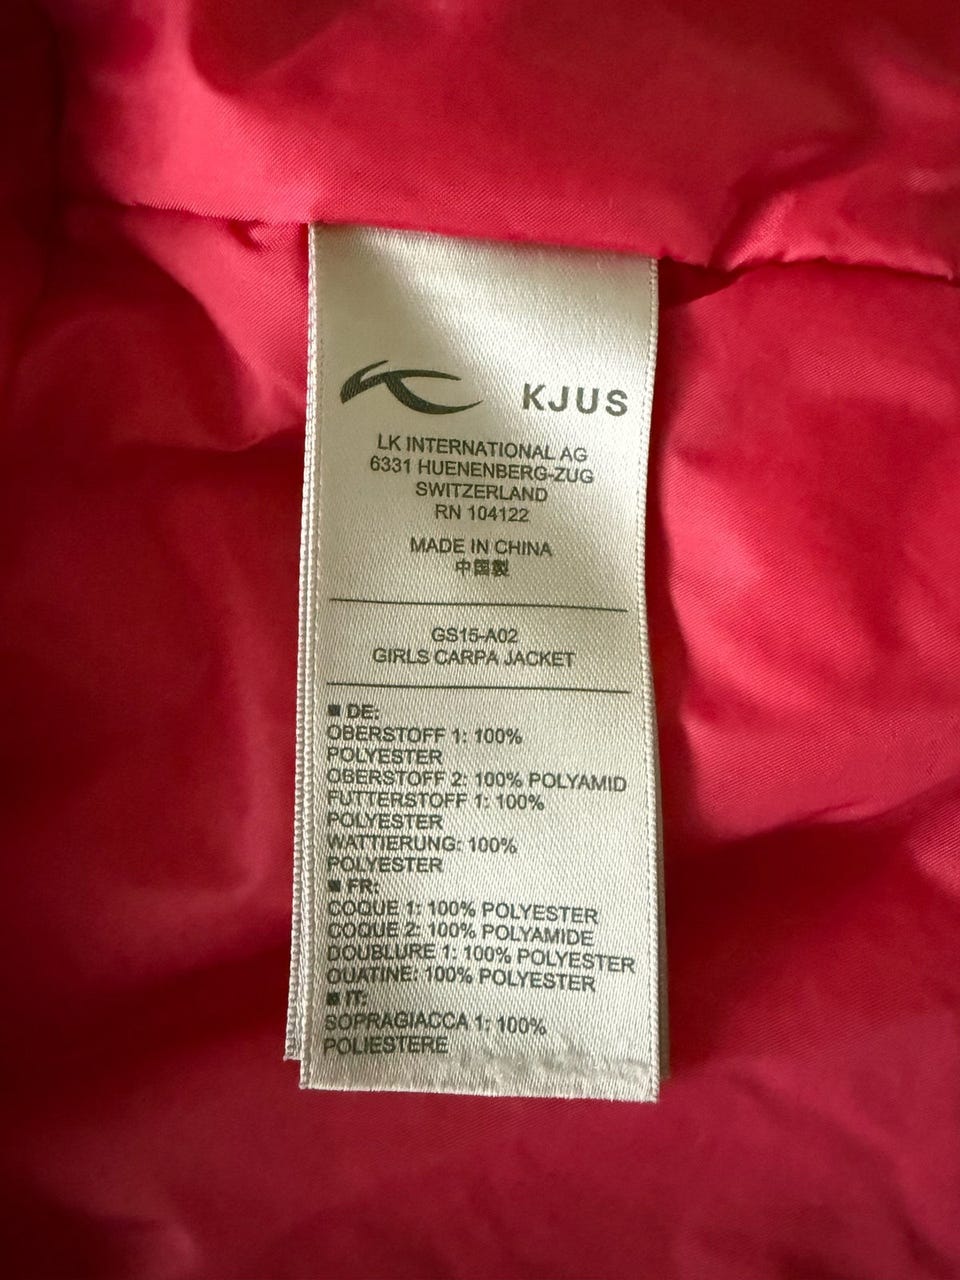 KJUS
LK INTERNATIONAL AG
6331 HUENENBERG-ZUG
SWITZERLAND
RN 104122
MADE IN CHINA
中国製
GS15-A02
GIRLS CARPA JACKET
■ DE:
OBERSTOFF 1: 100%
POLYESTER
OBERSTOFF 2: 100% POLYAMID
FUTTERSTOFF 1: 100%
POLYESTER
WATTIERUNG: 100%
POLYESTER
■ FR:
COQUE 1: 100% POLYESTER
COQUE 2: 100% POLYAMIDE
DOUBLURE 1: 100% POLYESTER
OUATINE: 100% POLYESTER
■ IT:
SOPRAGIACCA 1: 100%
POLIESTERE